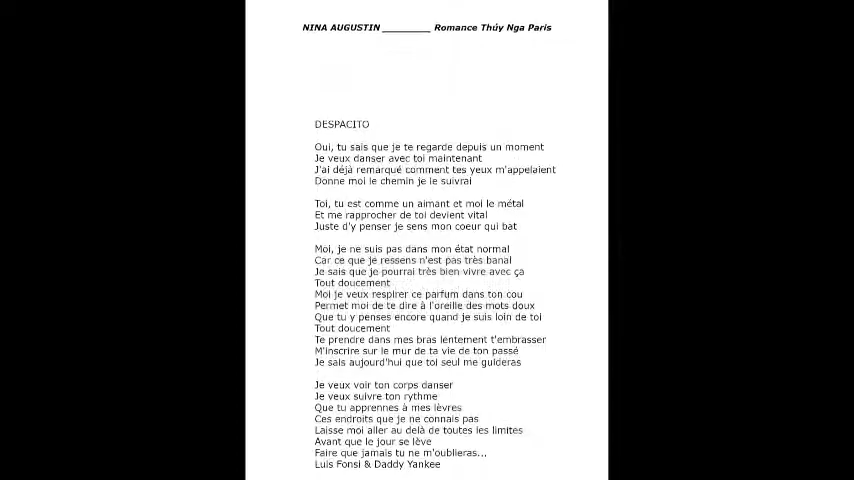 NINA AUGUSTIN ________ Romance Thúy Nga Paris
DESPACITO
Oui, tu sais que je te regarde depuis un moment
Je veux danser avec toi maintenant
J'ai déjà remarqué comment tes yeux m'appelaient
Donne moi le chemin je le suivrai
Toi, tu est comme un aimant et moi le métal
Et me rapprocher de toi devient vital
Juste d'y penser je sens mon coeur qui bat
Moi, je ne suis pas dans mon état normal
Car ce que je ressens n'est pas très banal
Je sais que je pourrai très bien vivre avec ça
Tout doucement
Moi je veux respirer ce parfum dans ton cou
Permet moi de te dire à l'oreille des mots doux
Que tu y penses encore quand je suis loin de toi
Tout doucement
Te prendre dans mes bras lentement t'embrasser
M'inscrire sur le mur de ta vie de ton passé
Je sais aujourd'hui que toi seul me guideras
Je veux voir ton corps danser
Je veux suivre ton rythme
Que tu apprennes à mes lèvres
Ces endroits que je ne connais pas
Laisse moi aller au delà de toutes les limites
Avant que le jour se lève
Faire que jamais tu ne m'oublieras...
Luis Fonsi & Daddy Yankee